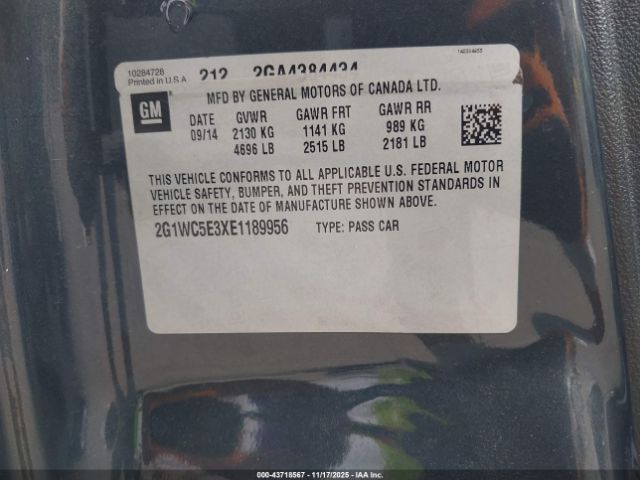 10284728
Printed in U.S.A
212 2GA4384434
GM
MFD BY GENERAL MOTORS OF CANADA LTD.
DATE GVWR GAWR FRT GAWR RR
09/14 2130 KG 1141 KG 989 KG
4696 LB 2515 LB 2181 LB
THIS VEHICLE CONFORMS TO ALL APPLICABLE U.S. FEDERAL MOTOR
VEHICLE SAFETY, BUMPER, AND THEFT PREVENTION STANDARDS IN
EFFECT ON THE DATE OF MANUFACTURE SHOWN ABOVE.
2G1WC5E3XE1189956 TYPE: PASS CAR
000-43718567 - 11/17/2025 - IAA Inc.